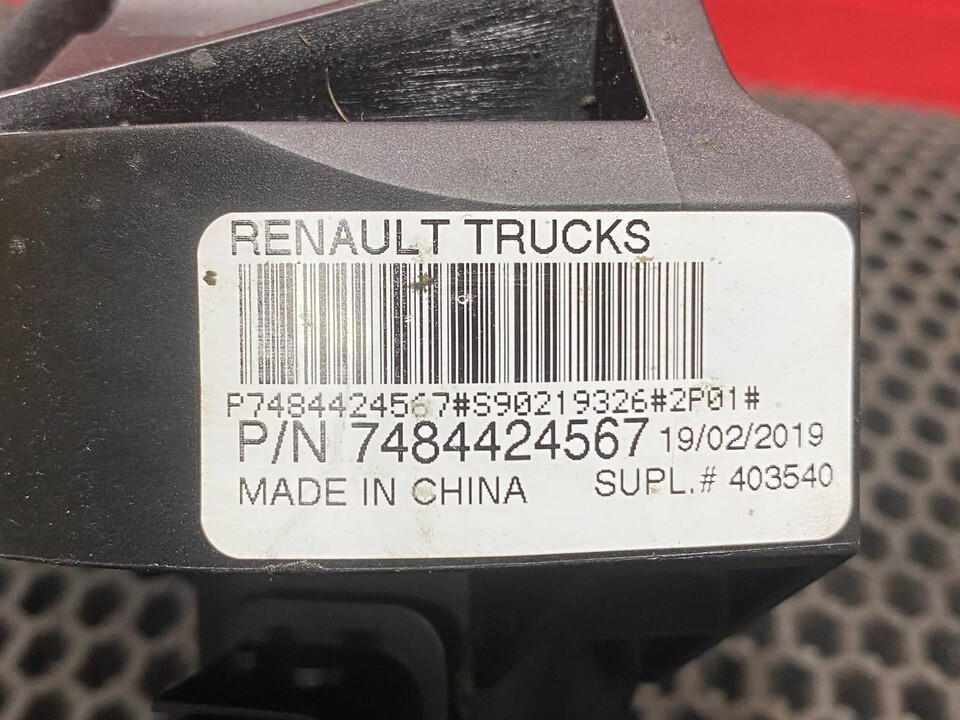 RENAULT TRUCKS
P7484424567#S90219326#2P01#
P/N 7484424567 19/02/2019
MADE IN CHINA SUPL.# 403540